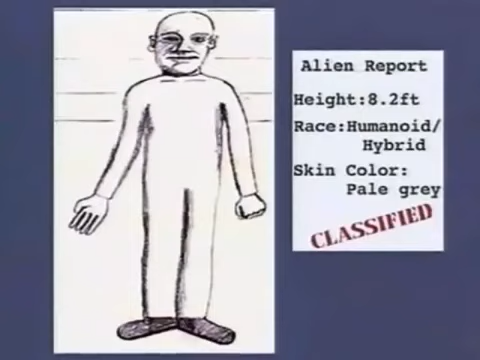 Alien Report
Height:8.2ft
Race:Humanoid/
Hybrid
Skin Color:
Pale grey
CLASSIFIED